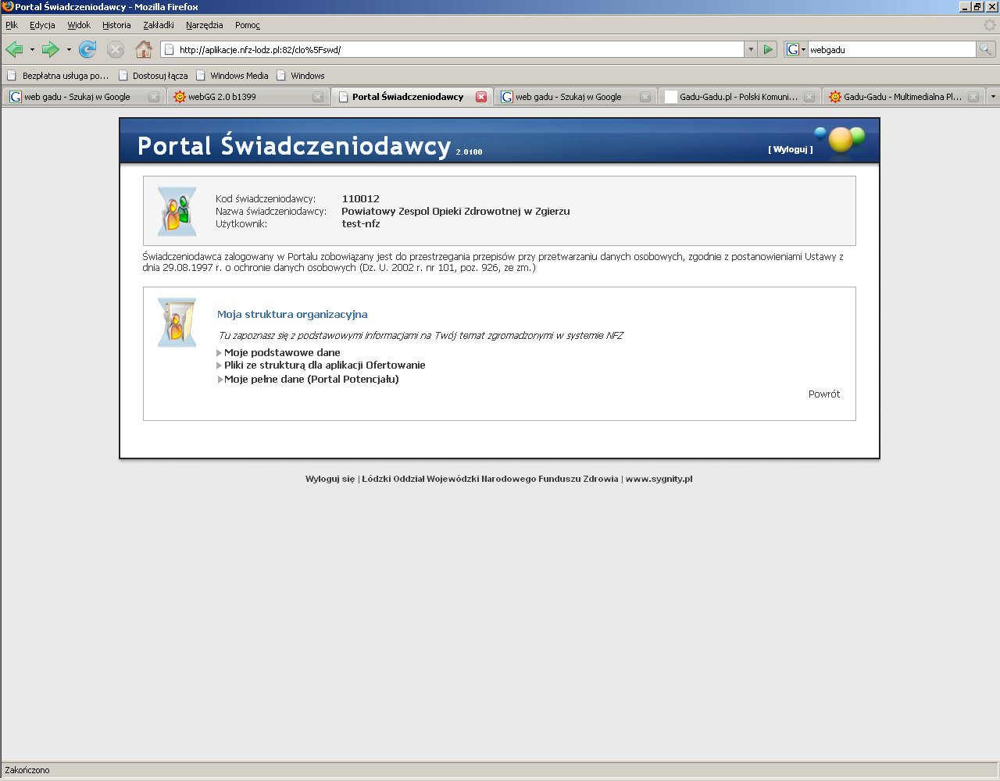 Portal Świadczeniodawcy - Mozilla Firefox
Plik Edycja Widok Historia Zakładki Narzędzia Pomoc
http://aplikacje.nfz-lodz.pl:82/clo%5Fswd/
webgadu
Bezpłatna usługa po... Dostosuj łącza Windows Media Windows
web gadu - Szukaj w Google webGG 2.0 b1399 Portal Świadczeniodawcy web gadu - Szukaj w Google Gadu-Gadu.pl - Polski Komuni... Gadu-Gadu - Multimedialna Pl...
Portal Świadczeniodawcy 2.0100
[ Wyloguj ]
Kod świadczeniodawcy: 110012
Nazwa świadczeniodawcy: Powiatowy Zespol Opieki Zdrowotnej w Zgierzu
Użytkownik: test-nfz
Świadczeniodawca zalogowany w Portalu zobowiązany jest do przestrzegania przepisów przy przetwarzaniu danych osobowych, zgodnie z postanowieniami Ustawy z
dnia 29.08.1997 r. o ochronie danych osobowych (Dz. U. 2002 r. nr 101, poz. 926, ze zm.)
Moja struktura organizacyjna
Tu zapoznasz się z podstawowymi informacjami na Twój temat zgromadzonymi w systemie NFZ
Moje podstawowe dane
Pliki ze strukturą dla aplikacji Ofertowanie
Moje pełne dane (Portal Potencjału)
Powrót
Wyloguj się | Łódzki Oddział Wojewódzki Narodowego Funduszu Zdrowia | www.sygnity.pl
Zakończono